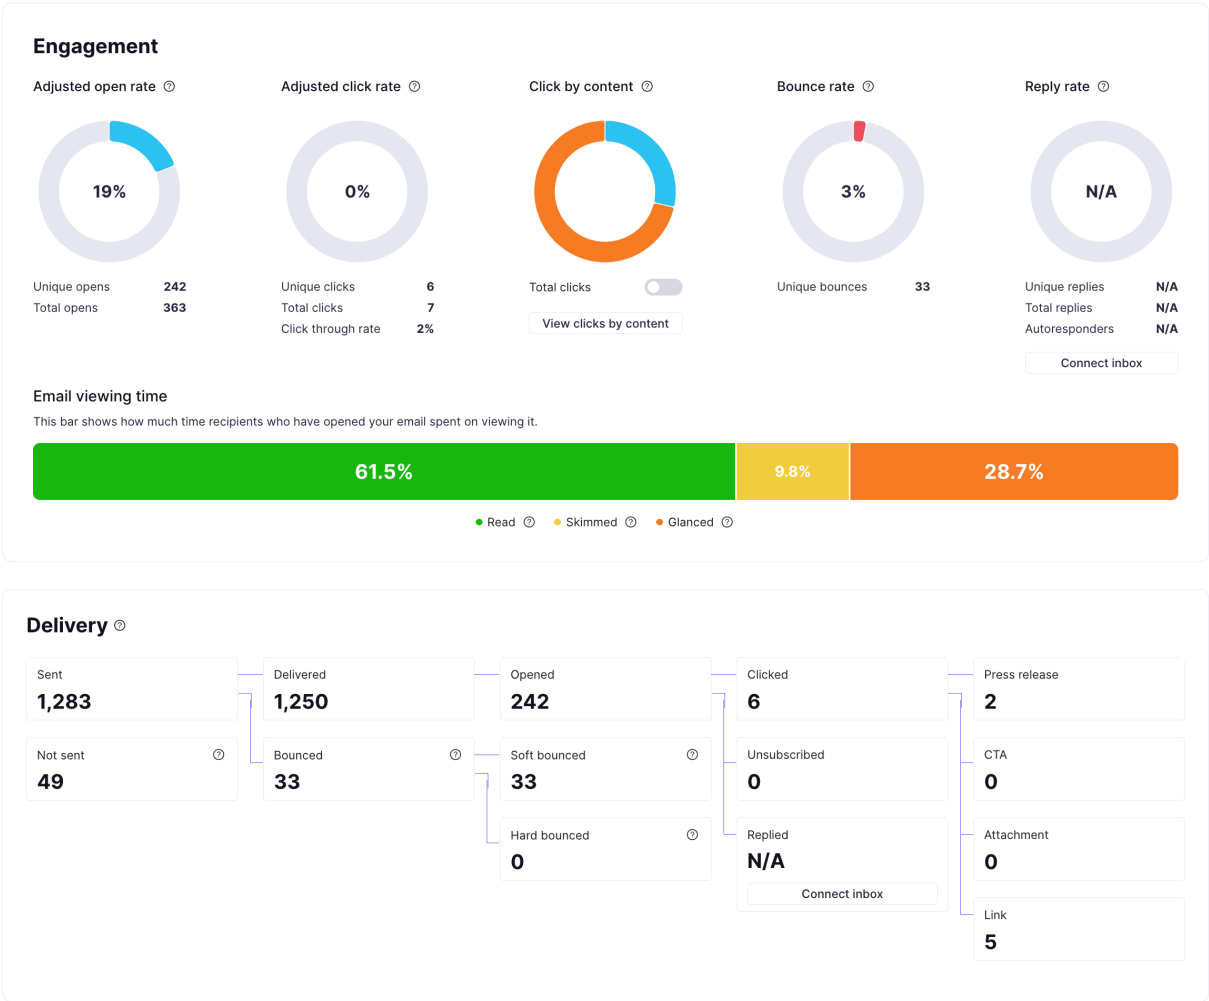 Engagement
Adjusted open rate
Adjusted click rate
Click by content
Bounce rate
Reply rate
19%
0%
3%
N/A
Unique opens 242
Total opens 363
Unique clicks 6
Total clicks 7
Click through rate 2%
Total clicks
View clicks by content
Unique bounces 33
Unique replies N/A
Total replies N/A
Autoresponders N/A
Connect inbox
Email viewing time
This bar shows how much time recipients who have opened your email spent on viewing it.
61.5% 9.8% 28.7%
Read Skimmed Glanced
Delivery
Sent
1,283
Delivered
1,250
Opened
242
Clicked
6
Press release
2
Not sent
49
Bounced
33
Soft bounced
33
Unsubscribed
0
CTA
0
Hard bounced
0
Replied
N/A
Connect inbox
Attachment
0
Link
5